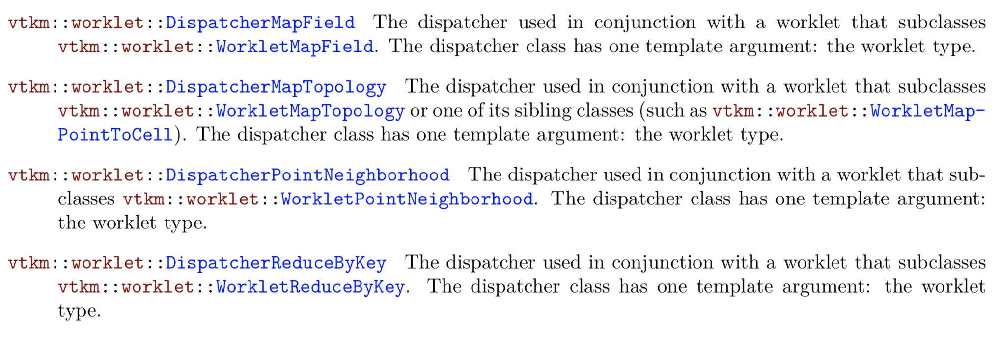 vtkm::worklet::DispatcherMapField The dispatcher used in conjunction with a worklet that subclasses
vtkm::worklet::WorkletMapField. The dispatcher class has one template argument: the worklet type.
vtkm::worklet::DispatcherMapTopology The dispatcher used in conjunction with a worklet that subclasses
vtkm::worklet::WorkletMapTopology or one of its sibling classes (such as vtkm::worklet::WorkletMap-
PointToCell). The dispatcher class has one template argument: the worklet type.
vtkm::worklet::DispatcherPointNeighborhood The dispatcher used in conjunction with a worklet that sub-
classes vtkm::worklet::WorkletPointNeighborhood. The dispatcher class has one template argument:
the worklet type.
vtkm::worklet::DispatcherReduceByKey The dispatcher used in conjunction with a worklet that subclasses
vtkm::worklet::WorkletReduceByKey. The dispatcher class has one template argument: the worklet
type.